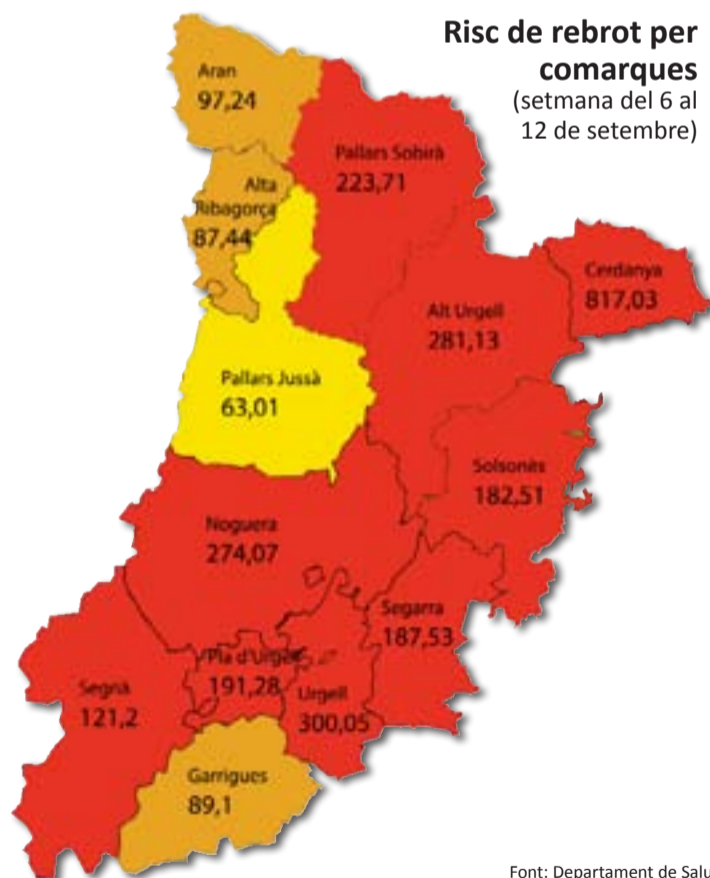 Risc de rebrot per
comarques
(setmana del 6 al
12 de setembre)
Aran
97,24
Pallars Sobirà
223,71
Alta
Ribagorça
87,44
Cerdanya
817,03
Alt Urgell
281,13
Pallars Jussà
63,01
Solsonès
182,51
Noguera
274,07
Segarra
187,53
Pla d'Urgell
191,28
Segrià
121,2
Urgell
300,05
Garrigues
89,1
Font: Departament de Salu